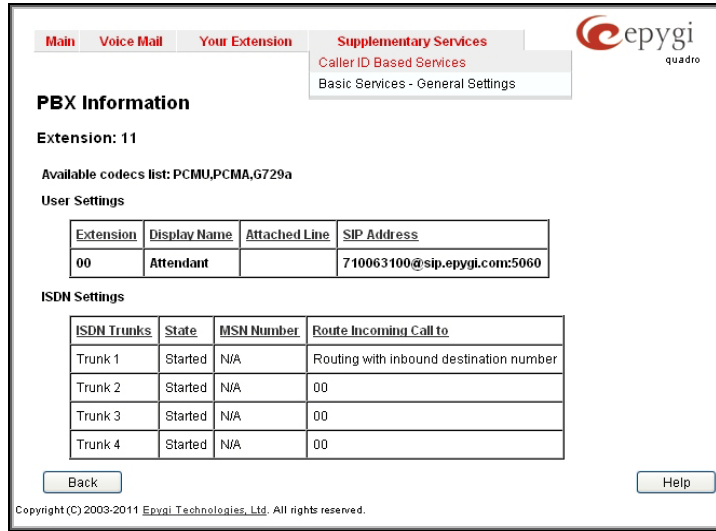 Main Voice Mail Your Extension Supplementary Services
epygi
quadro
Caller ID Based Services
Basic Services - General Settings
PBX Information
Extension: 11
Available codecs list: PCMU,PCMA,G729a
User Settings
Extension Display Name Attached Line SIP Address
00 Attendant 710063100@sip.epygi.com:5060
ISDN Settings
ISDN Trunks State MSN Number Route Incoming Call to
Trunk 1 Started N/A Routing with inbound destination number
Trunk 2 Started N/A 00
Trunk 3 Started N/A 00
Trunk 4 Started N/A 00
Back Help
Copyright (C) 2003-2011 Epygi Technologies, Ltd. All rights reserved.